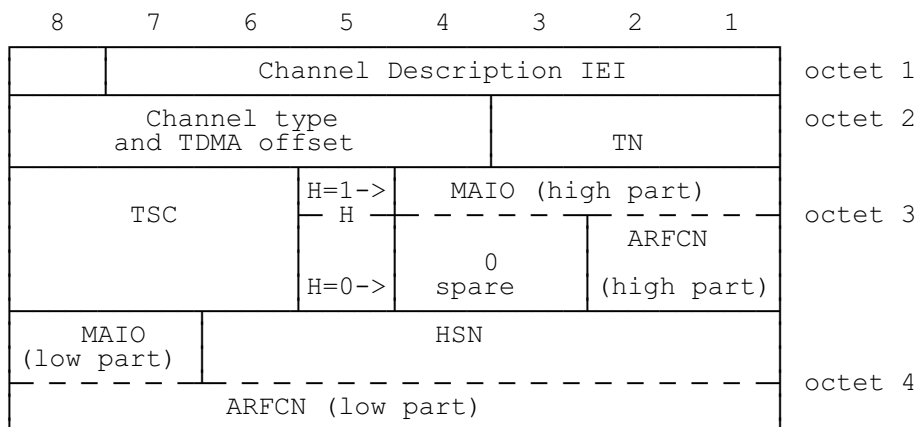 8 7 6 5 4 3 2 1
Channel Description IEI octet 1
Channel type octet 2
and TDMA offset TN
H=1-> MAIO (high part)
TSC H octet 3
ARFCN
0
H=0-> spare (high part)
MAIO HSN
(low part)
octet 4
ARFCN (low part)